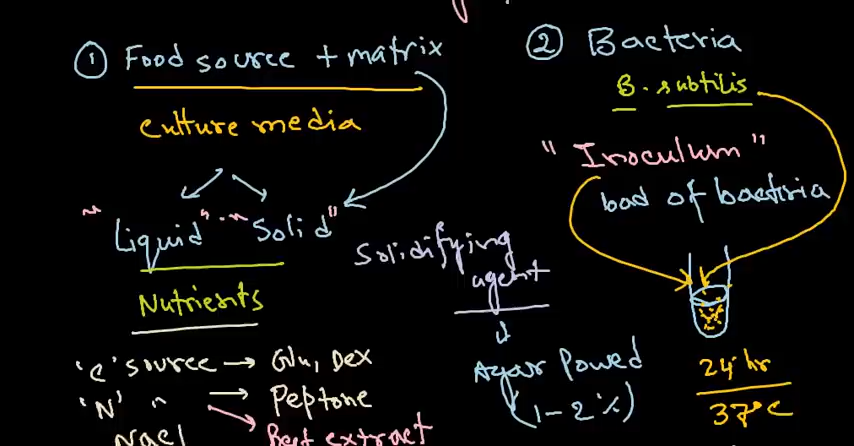 ① Food source + matrix
culture media
"Liquid" "Solid"
Nutrients
'C' source → Glu, Dex
'N' " → Peptone
Nacl
Beef extract
Solidifying
agent
Agar Powed
(1-2%)
② Bacteria
B. subtilis
"Inoculum"
load of bacteria
24 hr
37°C